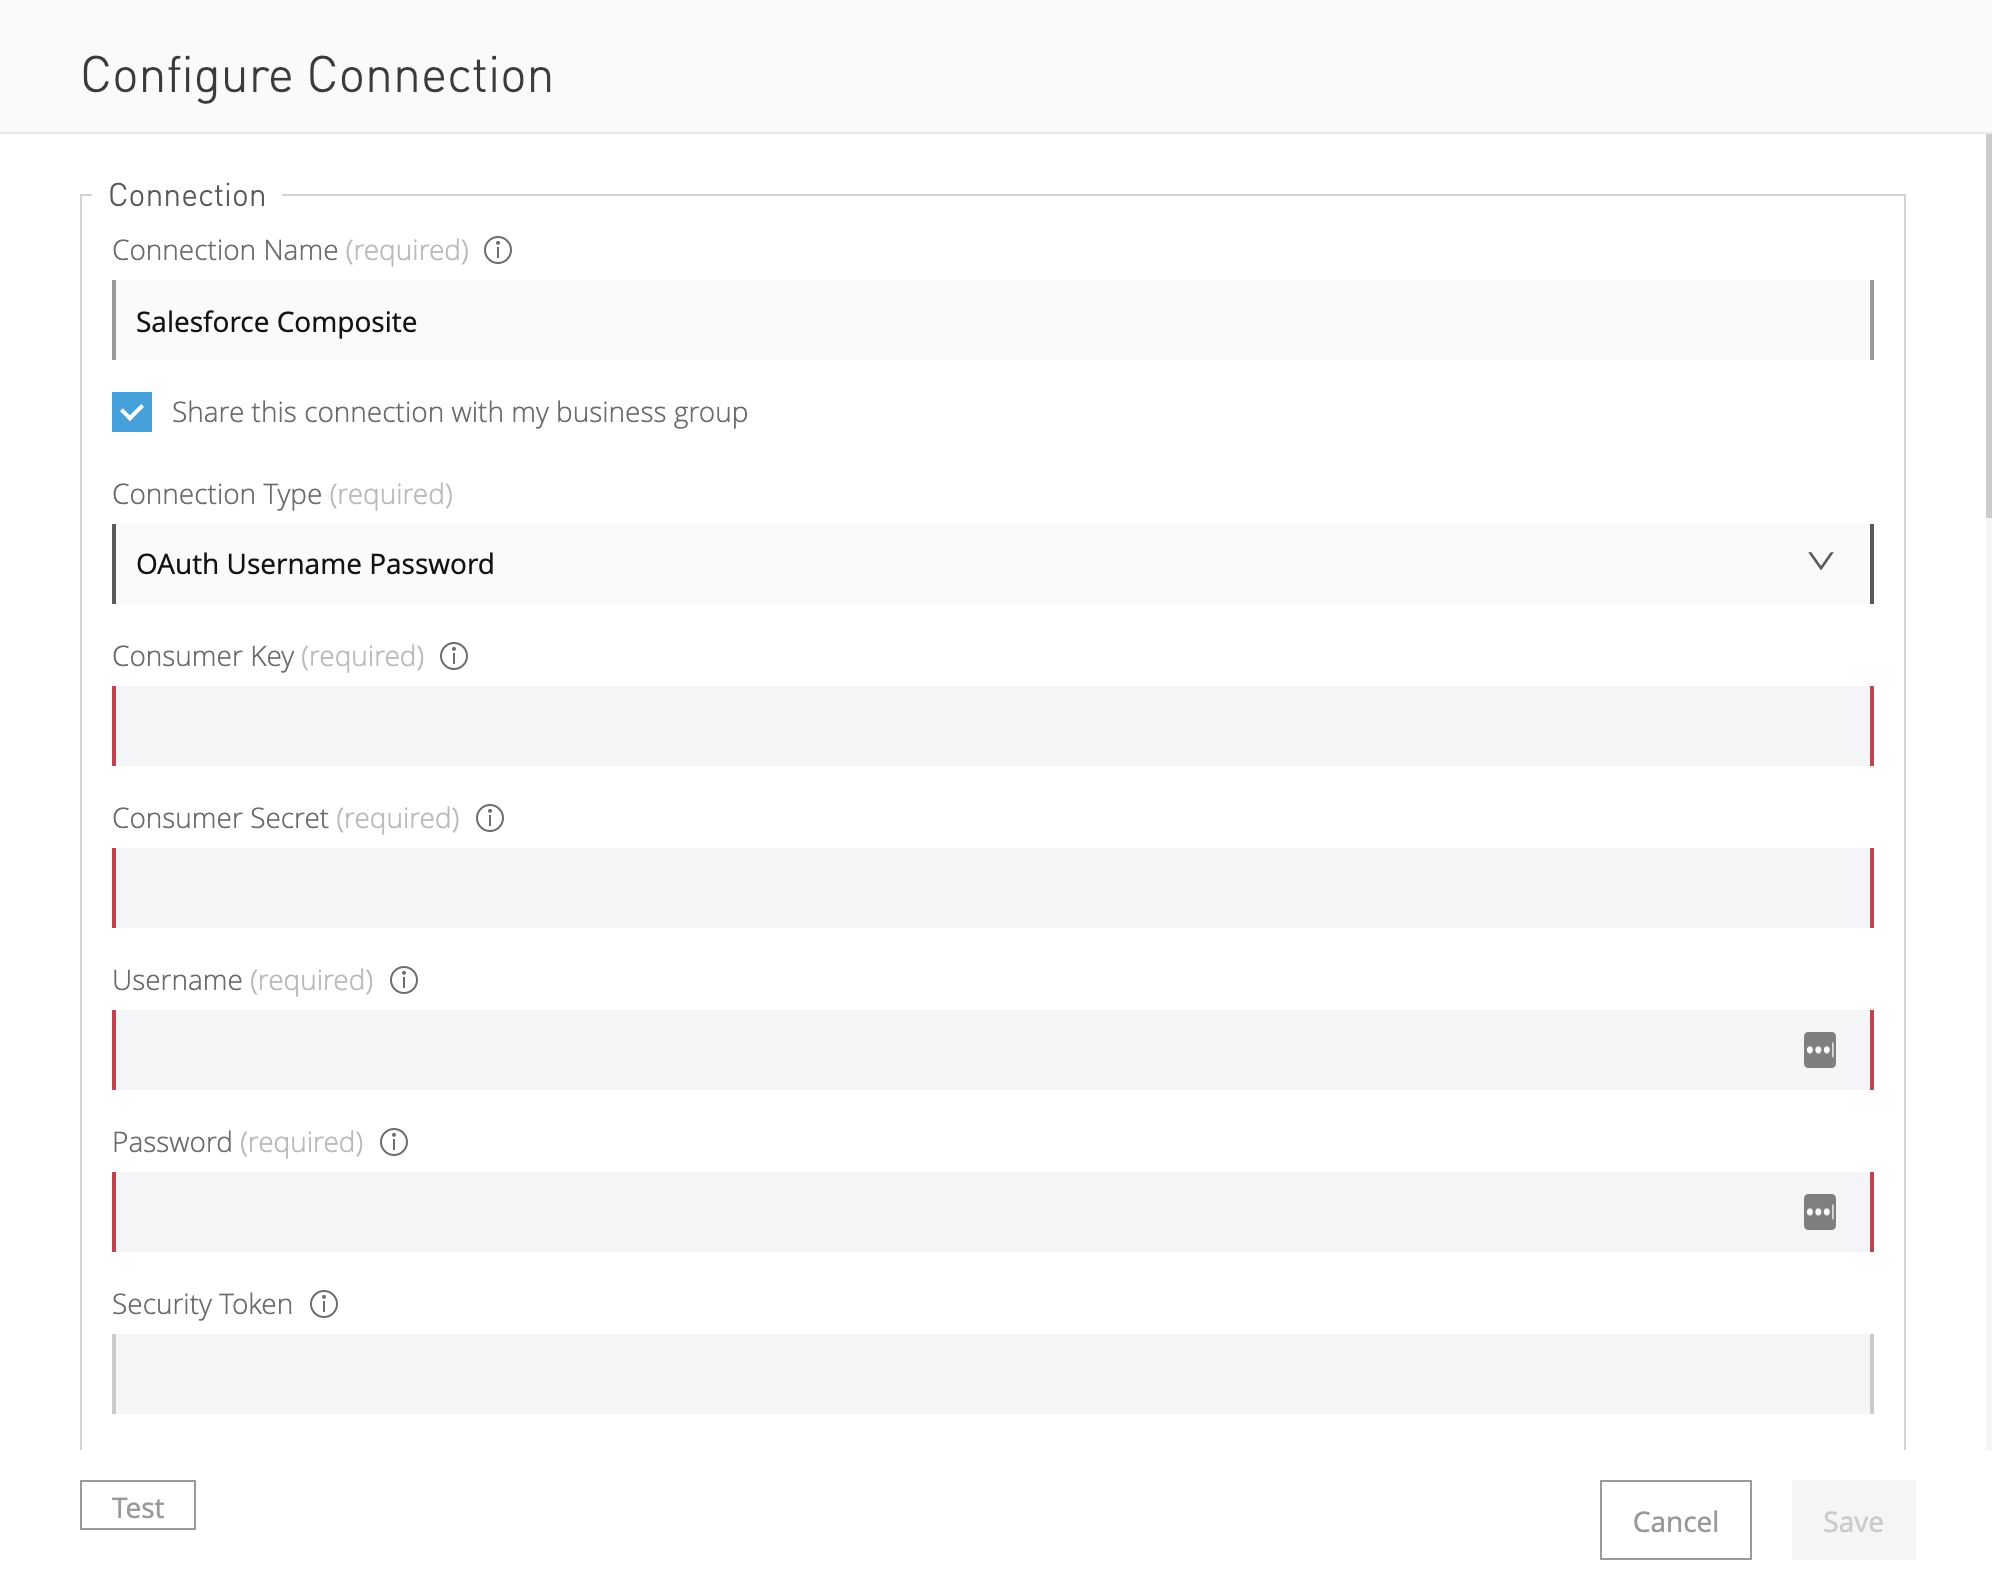 Configure Connection
Connection
Connection Name (required)
Salesforce Composite
Share this connection with my business group
Connection Type (required)
OAuth Username Password
Consumer Key (required)
Consumer Secret (required)
Username (required)
Password (required)
Security Token
Test
Cancel
Save